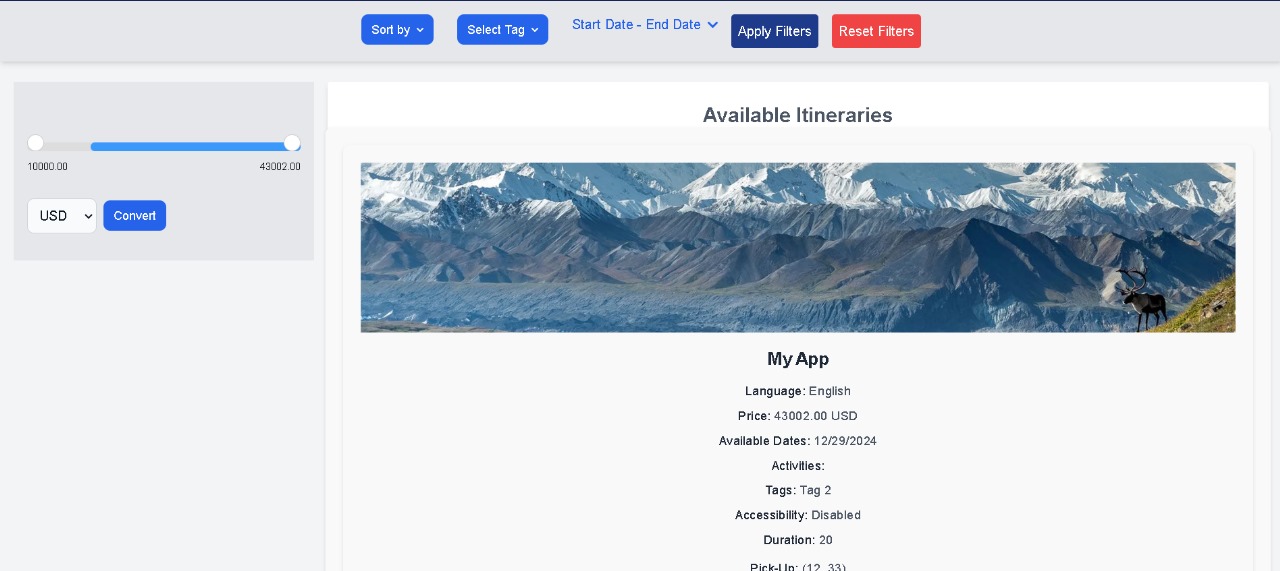 Sort by
Select Tag
Start Date - End Date
Apply Filters
Reset Filters
10000.00
43002.00
USD
Convert
Available Itineraries
My App
Language: English
Price: 43002.00 USD
Available Dates: 12/29/2024
Activities:
Tags: Tag 2
Accessibility: Disabled
Duration: 20
Pick-Up: (12, 33)